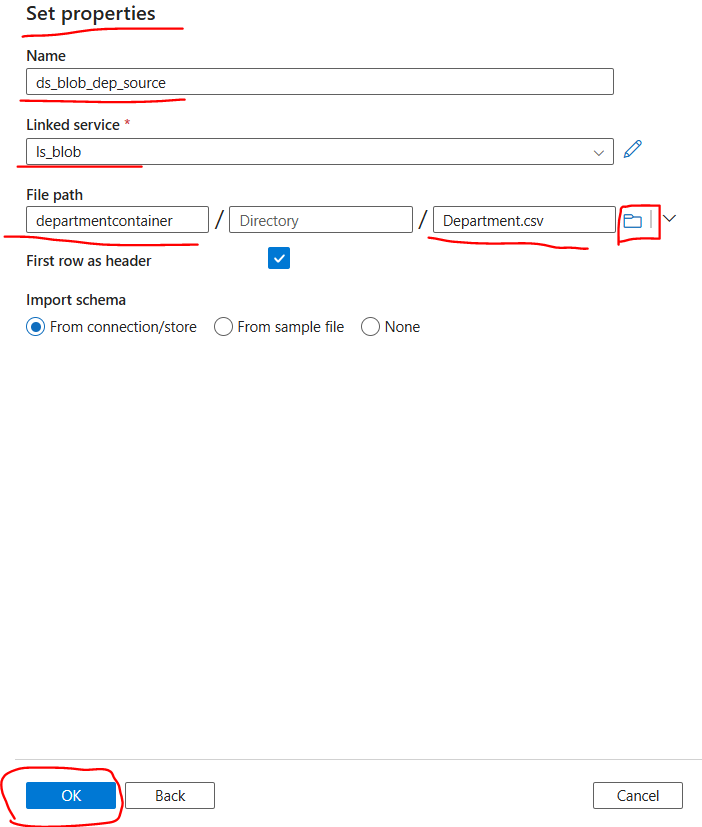 Set properties
Name
ds_blob_dep_source
Linked service *
ls_blob
File path
departmentcontainer / Directory / Department.csv
First row as header
Import schema
From connection/store From sample file None
OK Back Cancel